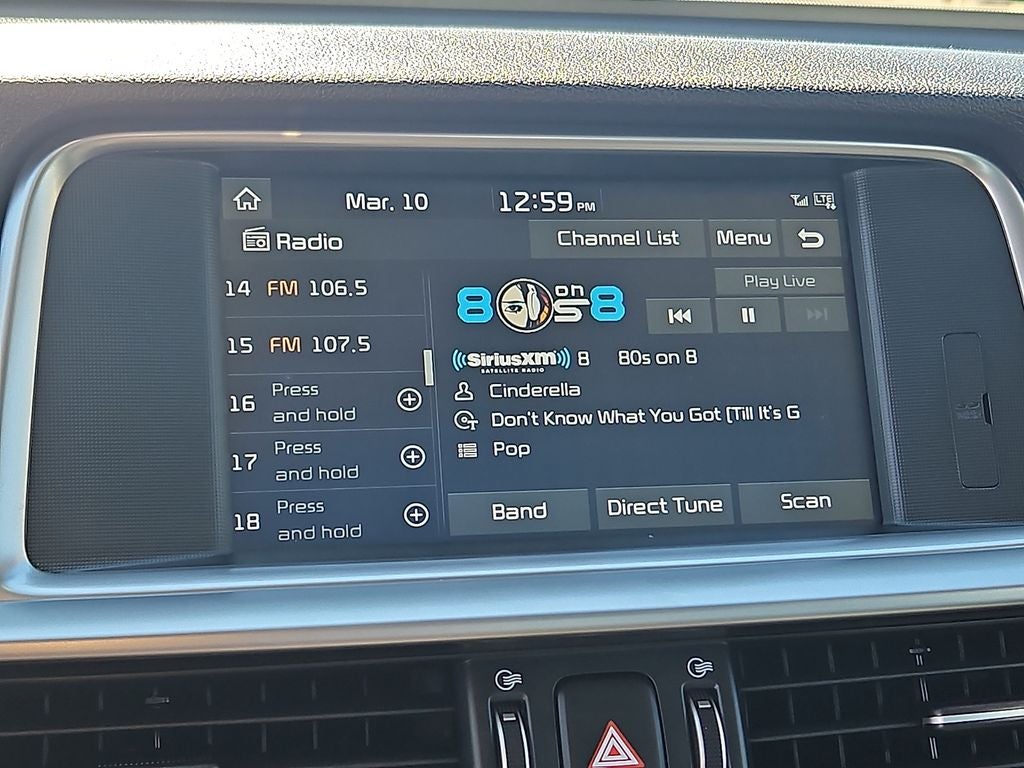 Mar. 10 12:59 PM LTE
Radio Channel List Menu
14 FM 106.5
15 FM 107.5
16 Press and hold
17 Press and hold
18 Press and hold
Play Live
80s on 8
SiriusXM 8 80s on 8
SATELLITE RADIO
Cinderella
Don't Know What You Got (Till It's G
Pop
Band Direct Tune Scan